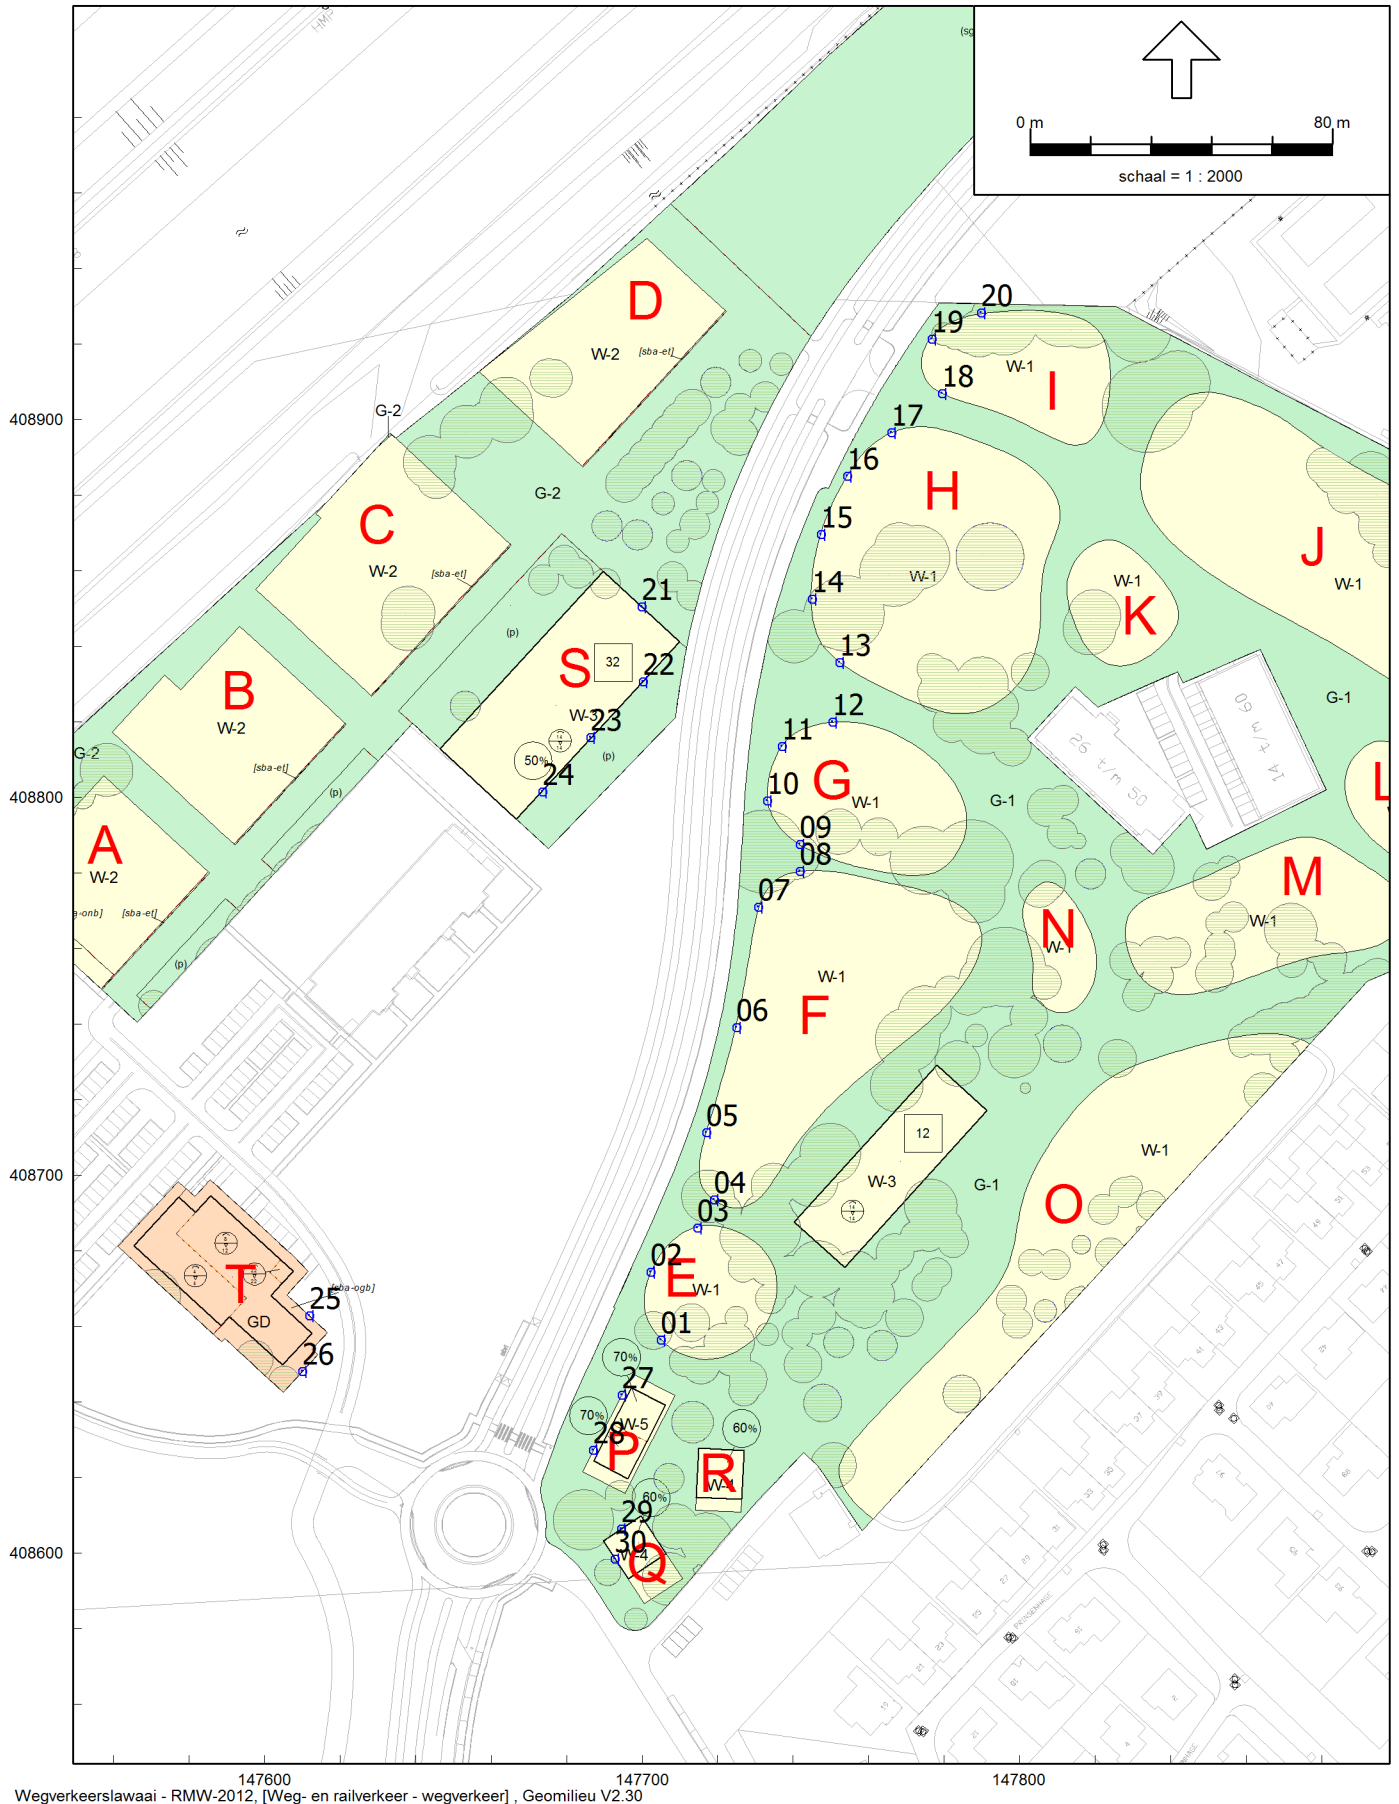 (sg
0 m 80 m
schaal = 1 : 2000
D
W-2
[sba-et]
20
19
W-1
18
I
G-2
408900
17
16
H
G-2
C
15
J
W-2
[sba-et]
W-1
W-1
W-1
14
K
21
(p)
13
S
32
22
B
W-2
W-3
23
G-1
12
11
G-2
50%
(p)
[sba-et]
24
G
10
L
408800
(p)
W-1
G-1
26 t/m 50
14 t/m 60
09
A
08
W-2
M
07
a-onb]
[sba-et]
N
W-1
W-1
(p)
W-1
F
06
05
12
W-1
408700
04
W-3
G-1
O
03
02
E
T
W-1
[sba-ogb]
25
GD
01
26
70%
27
70%
W-5
28
P
60%
R
W-4
60%
29
408600
30
W-4
Q
PRINSENHAGE
147600 147700 147800
Wegverkeerslawaai - RMW-2012, [Weg- en railverkeer - wegverkeer] , Geomilieu V2.30